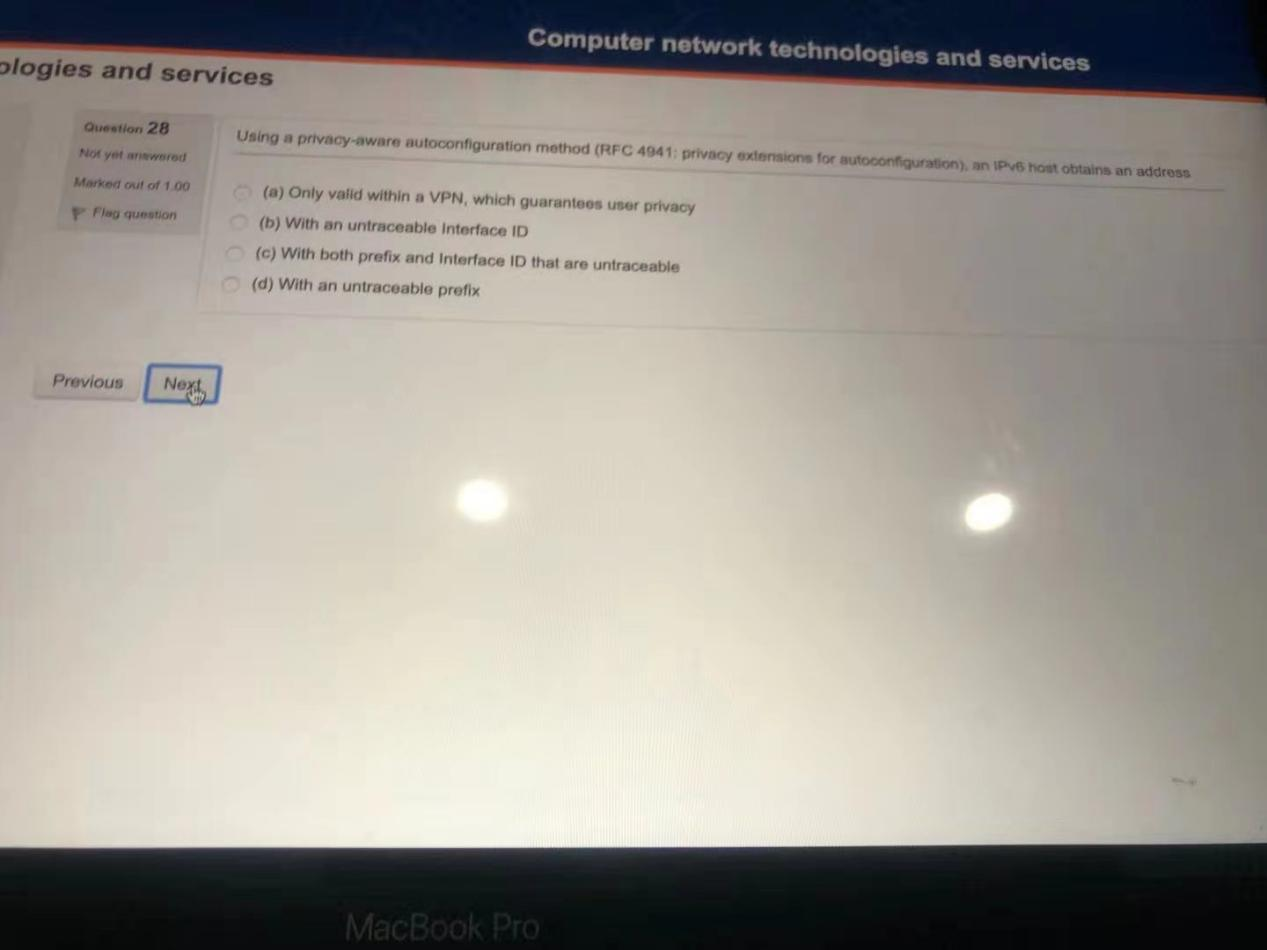 Computer network technologies and services
ologies and services
Question 28
Not yet answered
Marked out of 1.00
Flag question
Using a privacy-aware autoconfiguration method (RFC 4941: privacy extensions for autoconfiguration), an IPv6 host obtains an address
(a) Only valid within a VPN, which guarantees user privacy
(b) With an untraceable Interface ID
(c) With both prefix and Interface ID that are untraceable
(d) With an untraceable prefix
Previous
Next
MacBook Pro